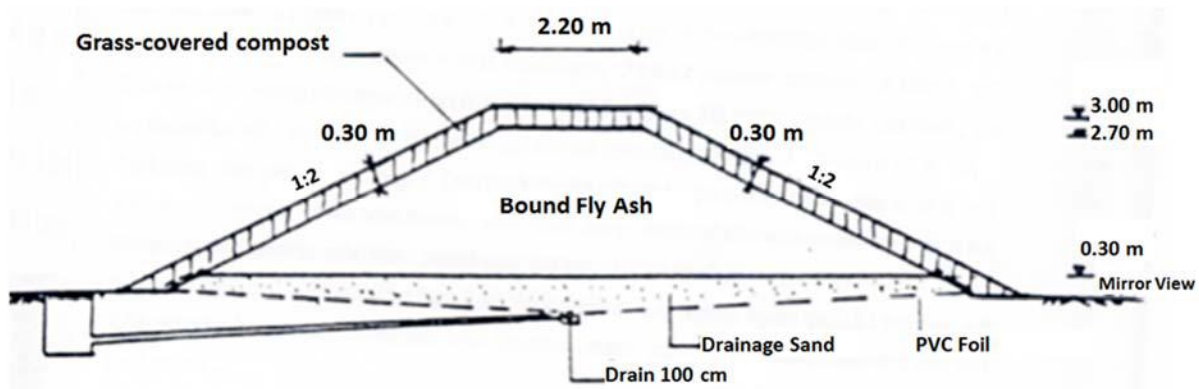 2.20 m
Grass-covered compost
3.00 m
0.30 m
0.30 m
2.70 m
1:2
1:2
Bound Fly Ash
0.30 m
Mirror View
Drainage Sand
PVC Foil
Drain 100 cm